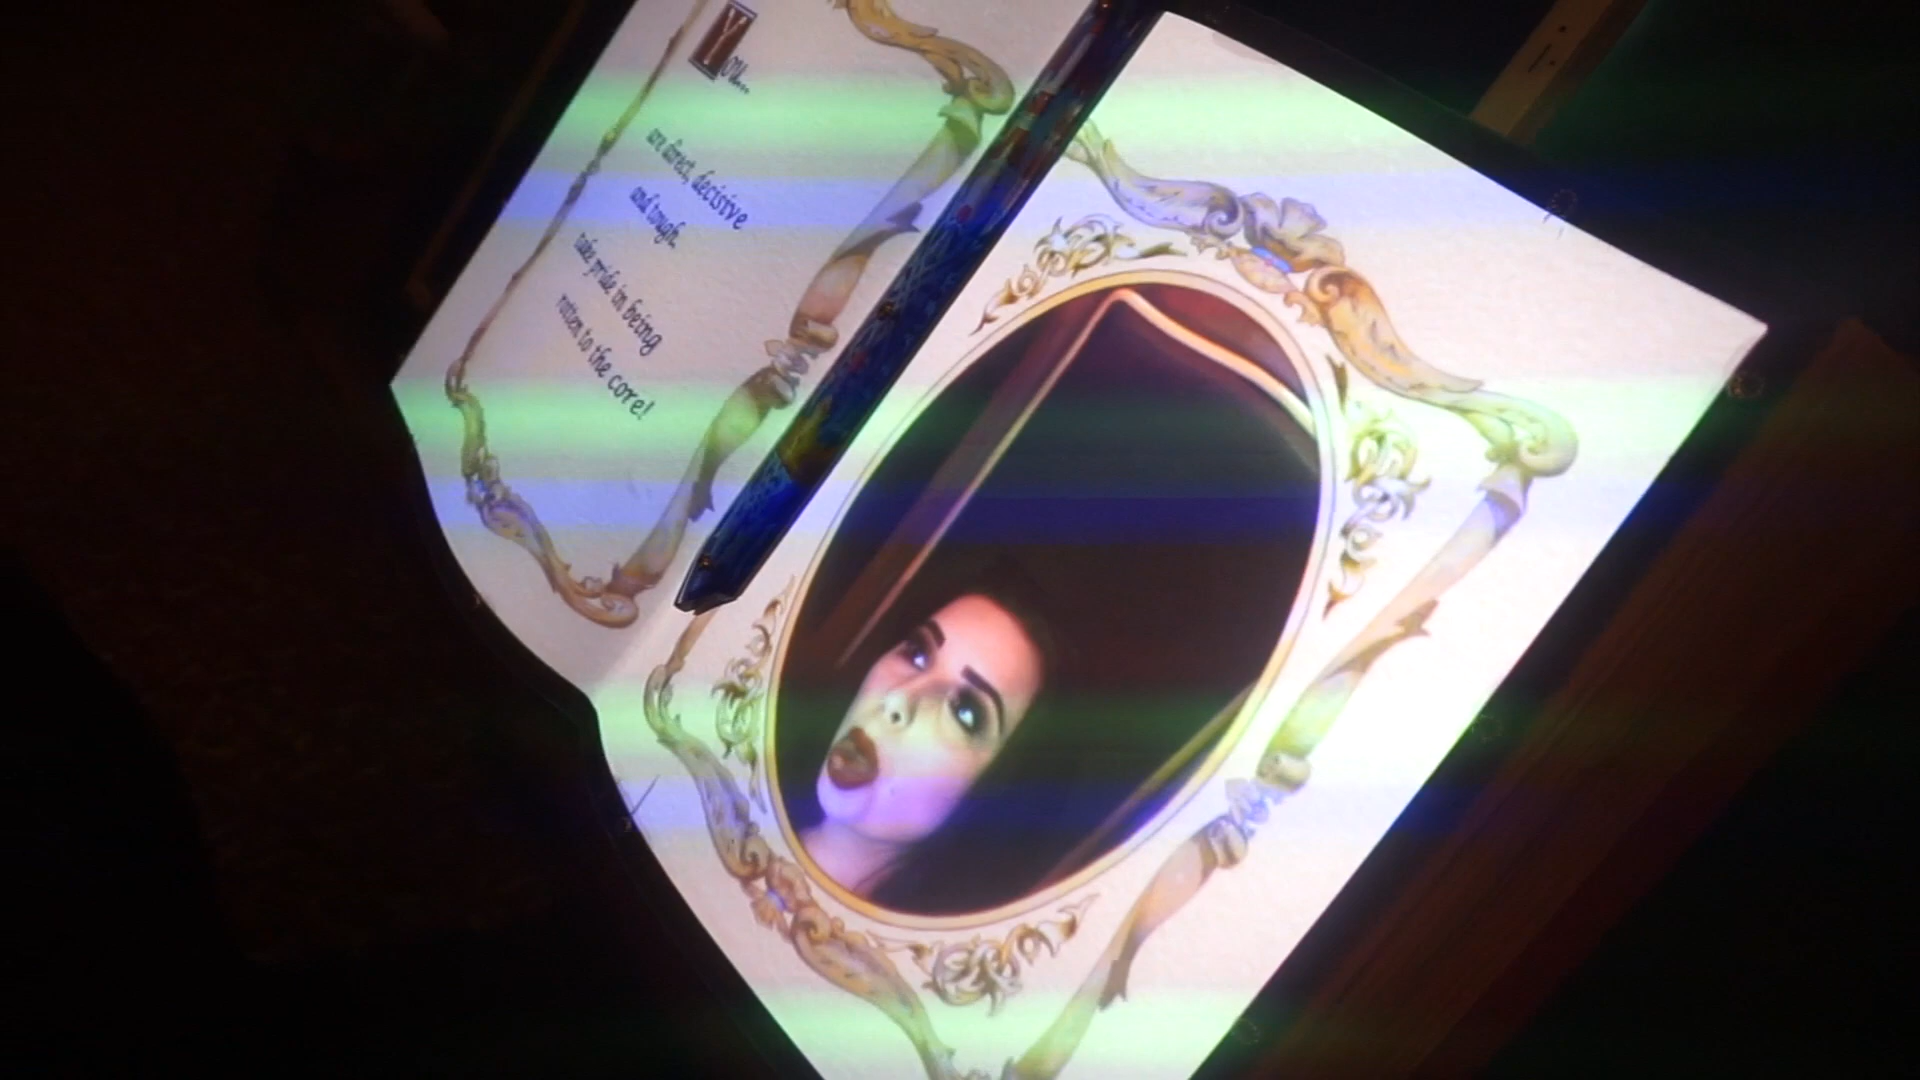 You...
are direct, decisive
and tough.
take pride in being
rotten to the core!